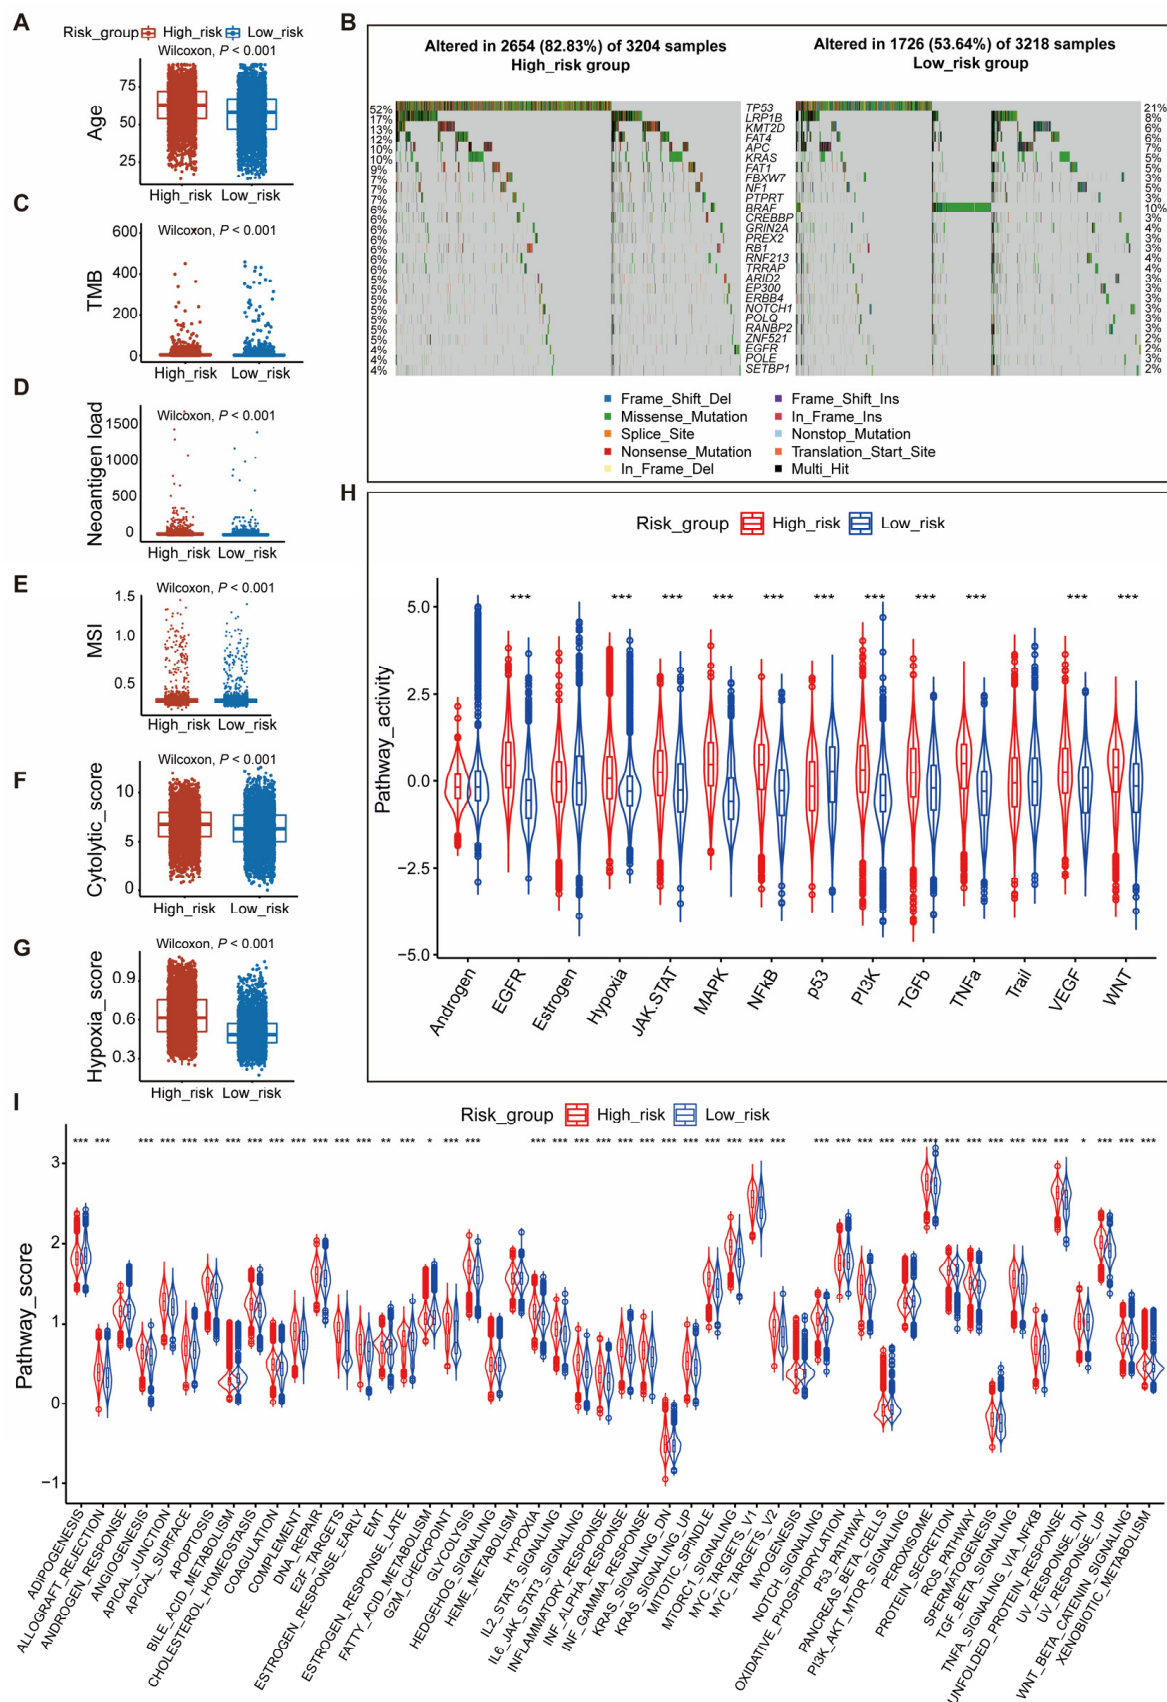 A
Risk_group High_risk Low_risk
Wilcoxon, P < 0.001
Age
75
50
25
High_risk Low_risk
B
Altered in 2654 (82.83%) of 3204 samples
High_risk group
Altered in 1726 (53.64%) of 3218 samples
Low_risk group
52% TP53 21%
17% LRP1B 8%
13% KMT2D 6%
12% FAT4 6%
10% APC 7%
10% KRAS 5%
9% FAT1 5%
7% FBXW7 3%
7% NF1 5%
7% PTPRT 3%
6% BRAF 10%
6% CREBBP 3%
6% GRIN2A 4%
6% PREX2 3%
6% RB1 3%
6% RNF213 4%
6% TRRAP 4%
5% ARID2 3%
5% EP300 3%
5% ERBB4 3%
5% NOTCH1 3%
5% POLQ 3%
5% RANBP2 3%
5% ZNF521 2%
4% EGFR 2%
4% POLE 3%
4% SETBP1 2%
Frame_Shift_Del Frame_Shift_Ins
Missense_Mutation In_Frame_Ins
Splice_Site Nonstop_Mutation
Nonsense_Mutation Translation_Start_Site
In_Frame_Del Multi_Hit
C
Wilcoxon, P < 0.001
TMB
600
400
200
0
High_risk Low_risk
D
Wilcoxon, P < 0.001
Neoantigen load
1500
1000
500
0
High_risk Low_risk
E
Wilcoxon, P < 0.001
MSI
1.5
1.0
0.5
High_risk Low_risk
F
Wilcoxon, P < 0.001
Cytolytic_score
10
5
0
High_risk Low_risk
G
Wilcoxon, P < 0.001
Hypoxia_score
0.9
0.6
0.3
High_risk Low_risk
H
Risk_group High_risk Low_risk
*** *** *** *** *** *** *** *** *** *** ***
Pathway_activity
5.0
2.5
0.0
−2.5
−5.0
Androgen
EGFR
Estrogen
Hypoxia
JAK.STAT
MAPK
NFkB
p53
PI3K
TGFb
TNFa
Trail
VEGF
WNT
I
Risk_group High_risk Low_risk
*** *** *** *** *** *** *** *** *** *** *** *** *** ** *** * *** *** *** *** *** *** *** *** *** *** *** *** *** *** *** *** *** *** *** *** *** *** *** *** *** *** * *** *** ***
Pathway_score
3
2
1
0
−1
ADIPOGENESIS
ALLOGRAFT_REJECTION
ANDROGEN_RESPONSE
ANGIOGENESIS
APICAL_JUNCTION
APICAL_SURFACE
APOPTOSIS
BILE_ACID_METABOLISM
CHOLESTEROL_HOMEOSTASIS
COAGULATION
COMPLEMENT
DNA_REPAIR
E2F_TARGETS
ESTROGEN_RESPONSE_EARLY
EMT
ESTROGEN_RESPONSE_LATE
FATTY_ACID_METABOLISM
G2M_CHECKPOINT
GLYCOLYSIS
HEDGEHOG_SIGNALING
HEME_METABOLISM
HYPOXIA
IL2_STAT5_SIGNALING
IL6_JAK_STAT3_SIGNALING
INFLAMMATORY_RESPONSE
INF_ALPHA_RESPONSE
INF_GAMMA_RESPONSE
KRAS_SIGNALING_DN
KRAS_SIGNALING_UP
MITOTIC_SPINDLE
MTORC1_SIGNALING
MYC_TARGETS_V1
MYC_TARGETS_V2
MYOGENESIS
NOTCH_SIGNALING
OXIDATIVE_PHOSPHORYLATION
P53_PATHWAY
PANCREAS_BETA_CELLS
PI3K_AKT_MTOR_SIGNALING
PEROXISOME
PROTEIN_SECRETION
ROS_PATHWAY
SPERMATOGENESIS
TGF_BETA_SIGNALING
TNFA_SIGNALING_VIA_NFKB
UNFOLDED_PROTEIN_RESPONSE
UV_RESPONSE_DN
UV_RESPONSE_UP
WNT_BETA_CATENIN_SIGNALING
XENOBIOTIC_METABOLISM